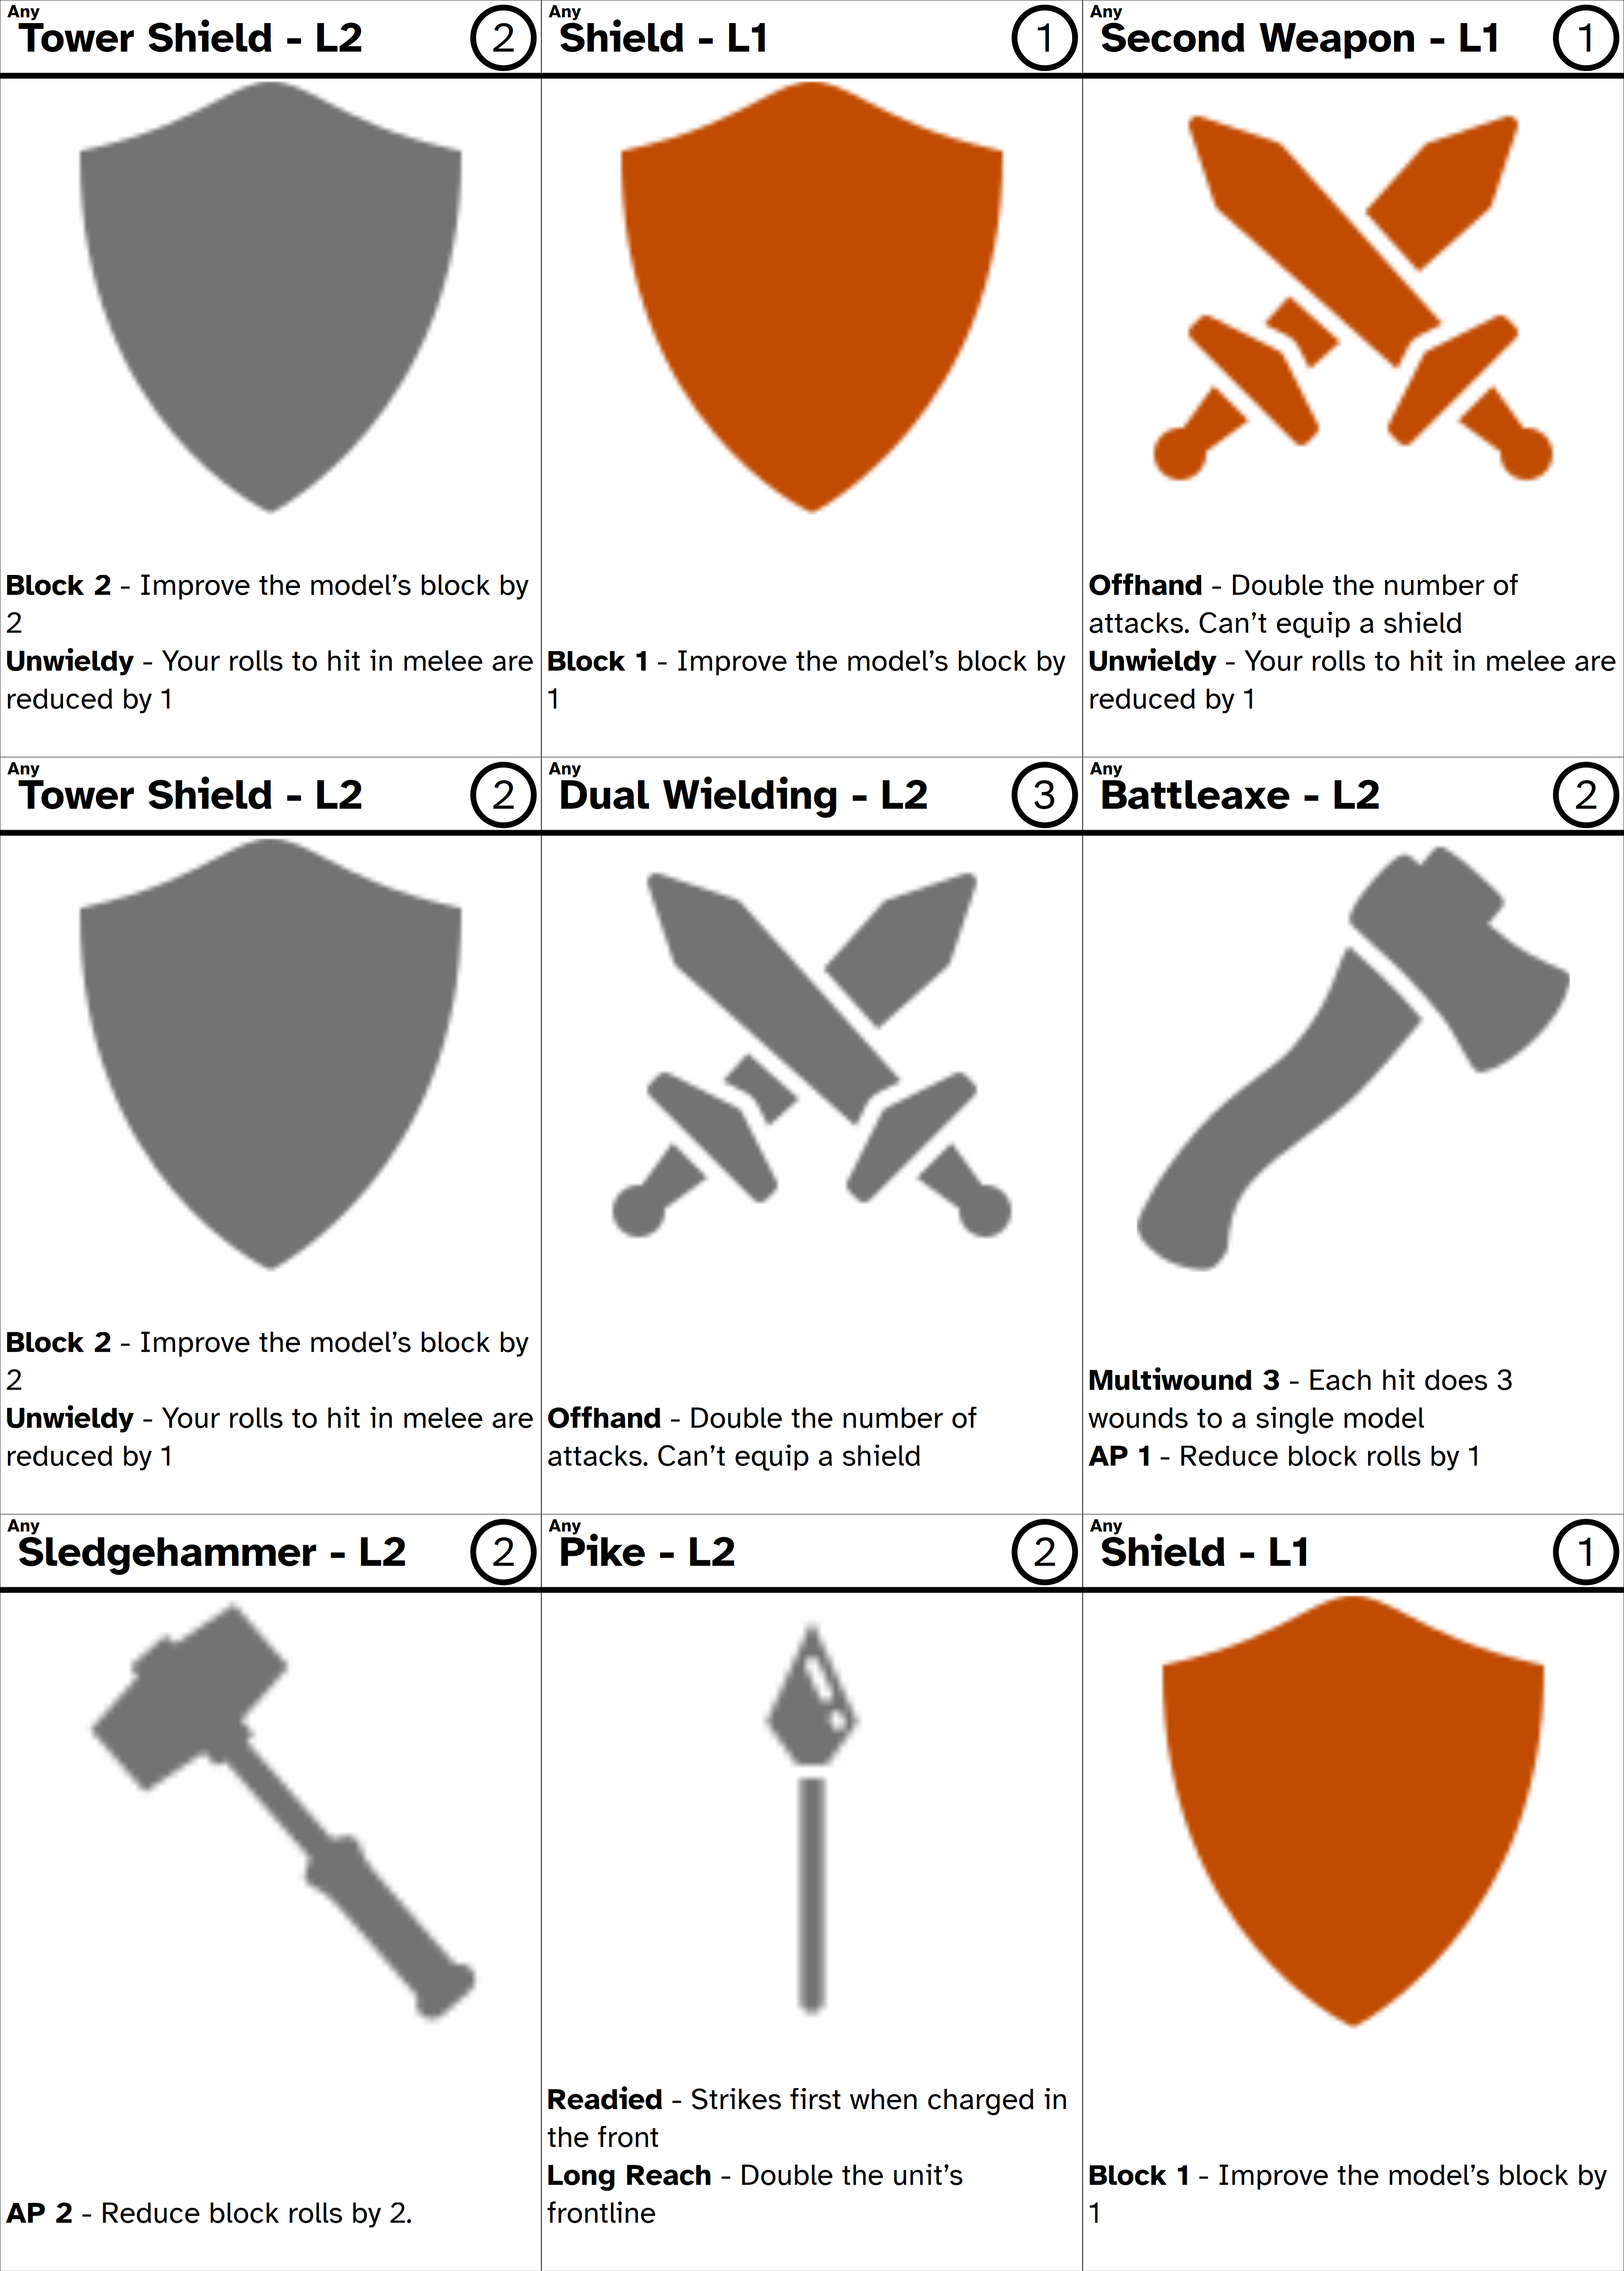 Any
Tower Shield - L2
2
Block 2 - Improve the model's block by
2
Unwieldy - Your rolls to hit in melee are
reduced by 1
Any
Shield - L1
1
Block 1 - Improve the model's block by
1
Any
Second Weapon - L1
1
Offhand - Double the number of
attacks. Can't equip a shield
Unwieldy - Your rolls to hit in melee are
reduced by 1
Any
Tower Shield - L2
2
Block 2 - Improve the model's block by
2
Unwieldy - Your rolls to hit in melee are
reduced by 1
Any
Dual Wielding - L2
3
Offhand - Double the number of
attacks. Can't equip a shield
Any
Battleaxe - L2
2
Multiwound 3 - Each hit does 3
wounds to a single model
AP 1 - Reduce block rolls by 1
Any
Sledgehammer - L2
2
AP 2 - Reduce block rolls by 2.
Any
Pike - L2
2
Readied - Strikes first when charged in
the front
Long Reach - Double the unit's
frontline
Any
Shield - L1
1
Block 1 - Improve the model's block by
1